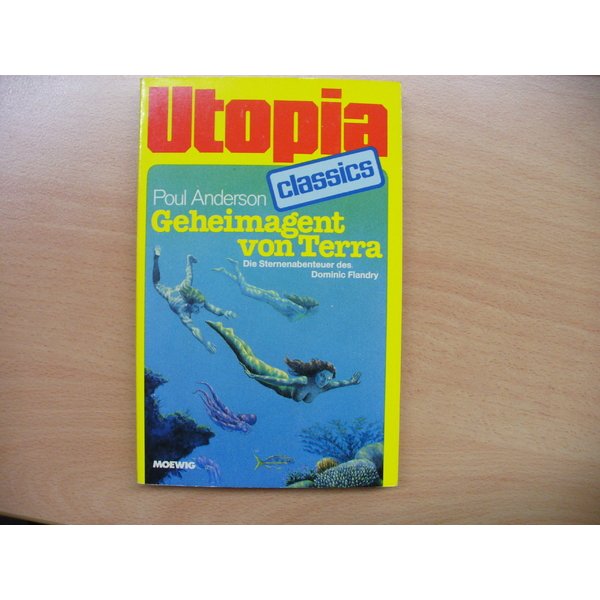 Utopia
classics
Poul Anderson
Geheimagent
von Terra
Die Sternenabenteuer des
Dominic Flandry
MOEWIG